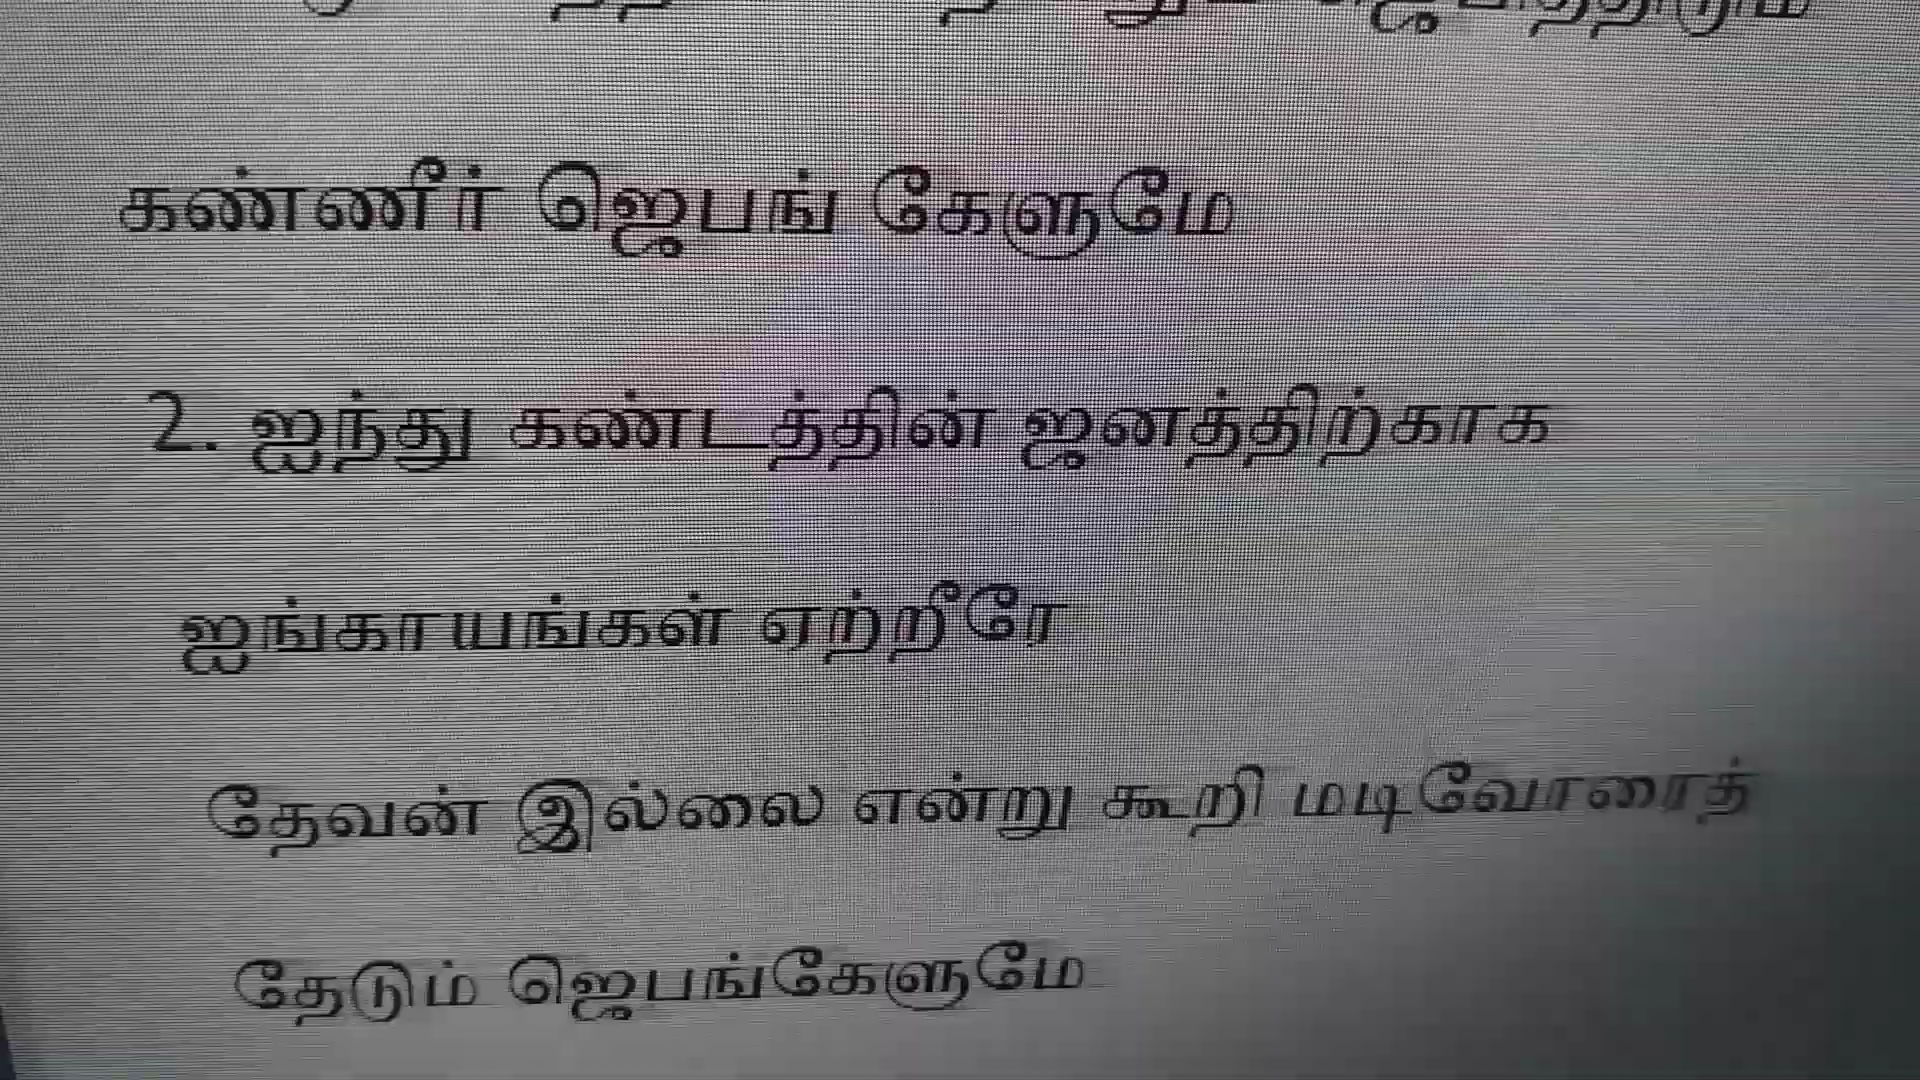 கண்ணீர் ஜெபங் கேளுமே
2. ஐந்து கண்டத்தின் ஜனத்திற்காக
ஐங்காயங்கள் ஏற்றீரே
தேவன் இல்லை என்று கூறி மடிவோரைத்
தேடும் ஜெபங்கேளுமே